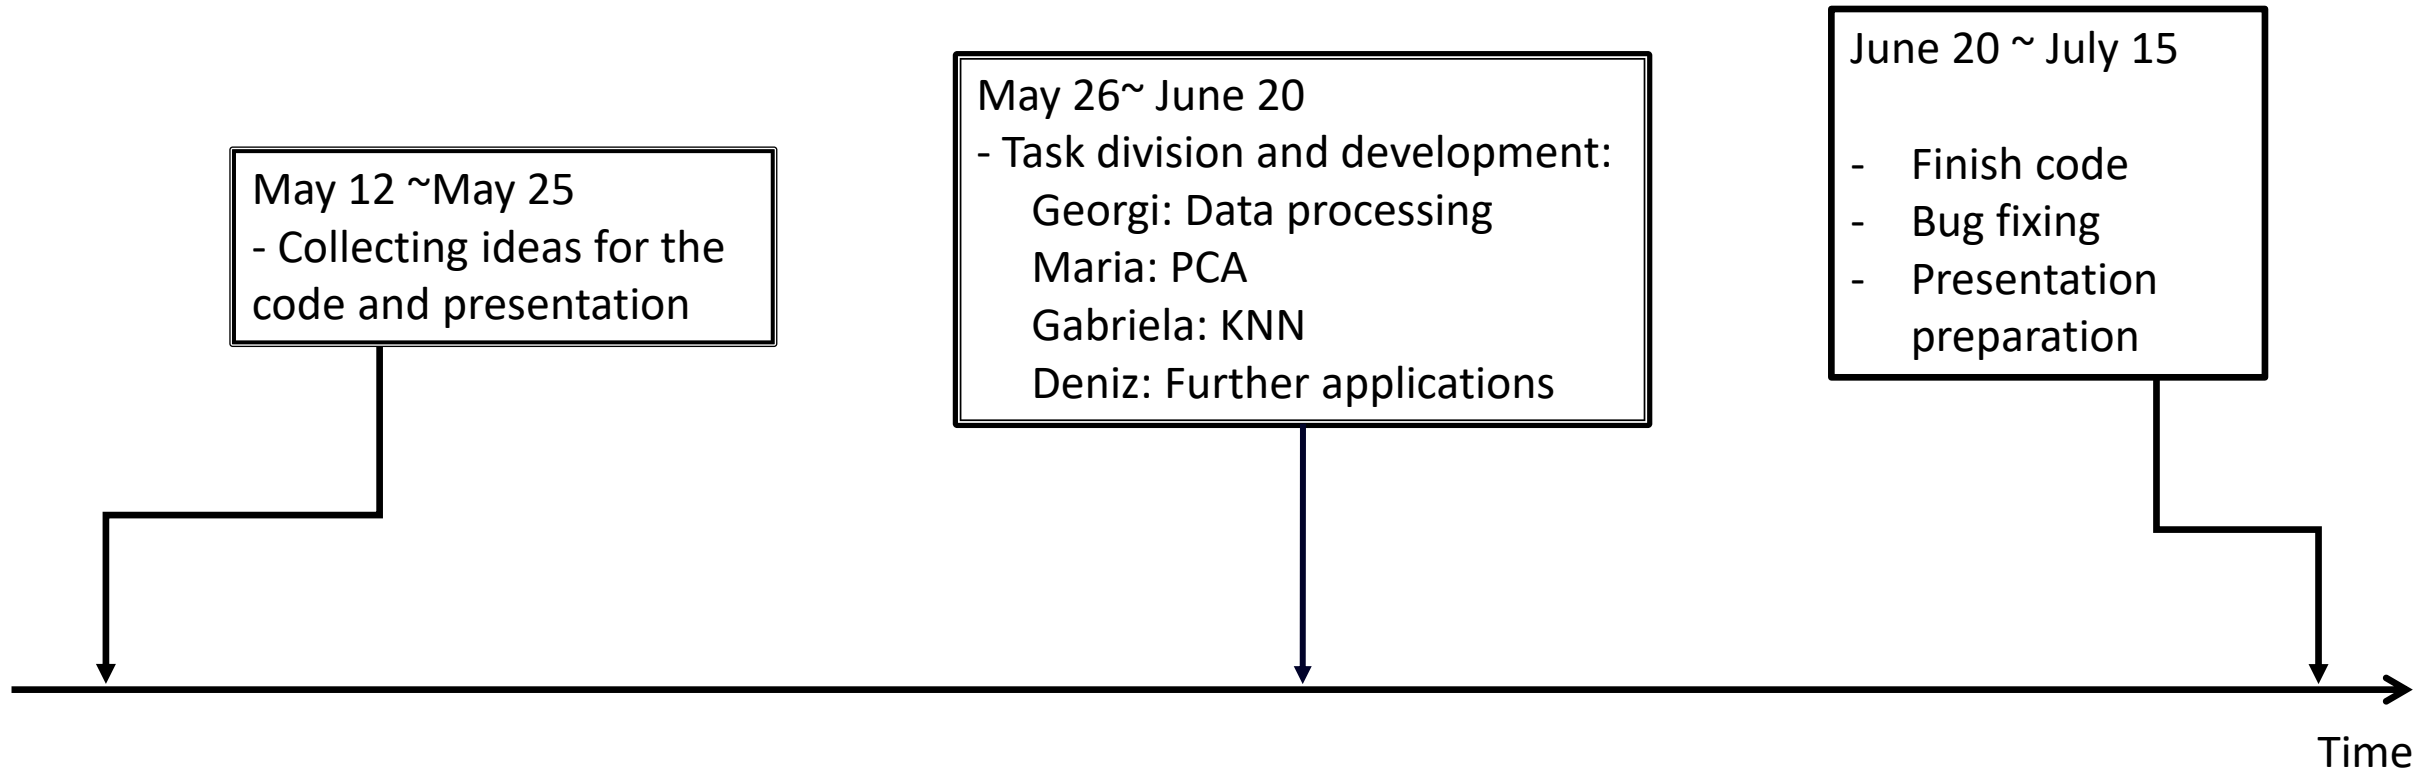 May 12 ~May 25
- Collecting ideas for the
code and presentation
May 26~ June 20
- Task division and development:
Georgi: Data processing
Maria: PCA
Gabriela: KNN
Deniz: Further applications
June 20 ~ July 15
- Finish code
- Bug fixing
- Presentation
preparation
Time